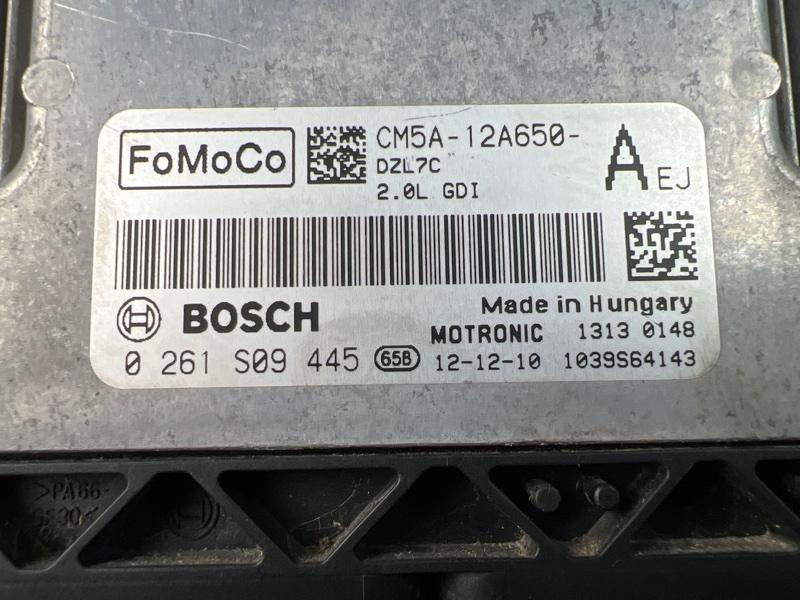 FoMoCo
CM5A-12A650-
A EJ
DZL7C
2.0L GDI
BOSCH
Made in Hungary
MOTRONIC 1313 0148
0 261 S09 445 65B 12-12-10 1039S64143
>PA66-